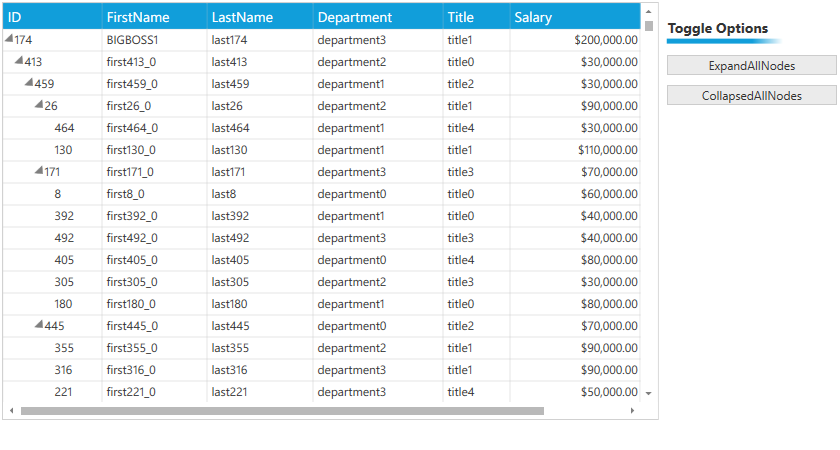 ID FirstName LastName Department Title Salary
174 BIGBOSS1 last174 department3 title1 $200,000.00
413 first413_0 last413 department2 title0 $30,000.00
459 first459_0 last459 department1 title2 $30,000.00
26 first26_0 last26 department2 title1 $90,000.00
464 first464_0 last464 department1 title4 $30,000.00
130 first130_0 last130 department1 title1 $110,000.00
171 first171_0 last171 department3 title3 $70,000.00
8 first8_0 last8 department0 title0 $60,000.00
392 first392_0 last392 department1 title0 $40,000.00
492 first492_0 last492 department3 title3 $40,000.00
405 first405_0 last405 department0 title4 $80,000.00
305 first305_0 last305 department2 title3 $30,000.00
180 first180_0 last180 department1 title0 $80,000.00
445 first445_0 last445 department0 title2 $70,000.00
355 first355_0 last355 department2 title1 $90,000.00
316 first316_0 last316 department3 title1 $90,000.00
221 first221_0 last221 department3 title4 $50,000.00
Toggle Options
ExpandAllNodes
CollapsedAllNodes